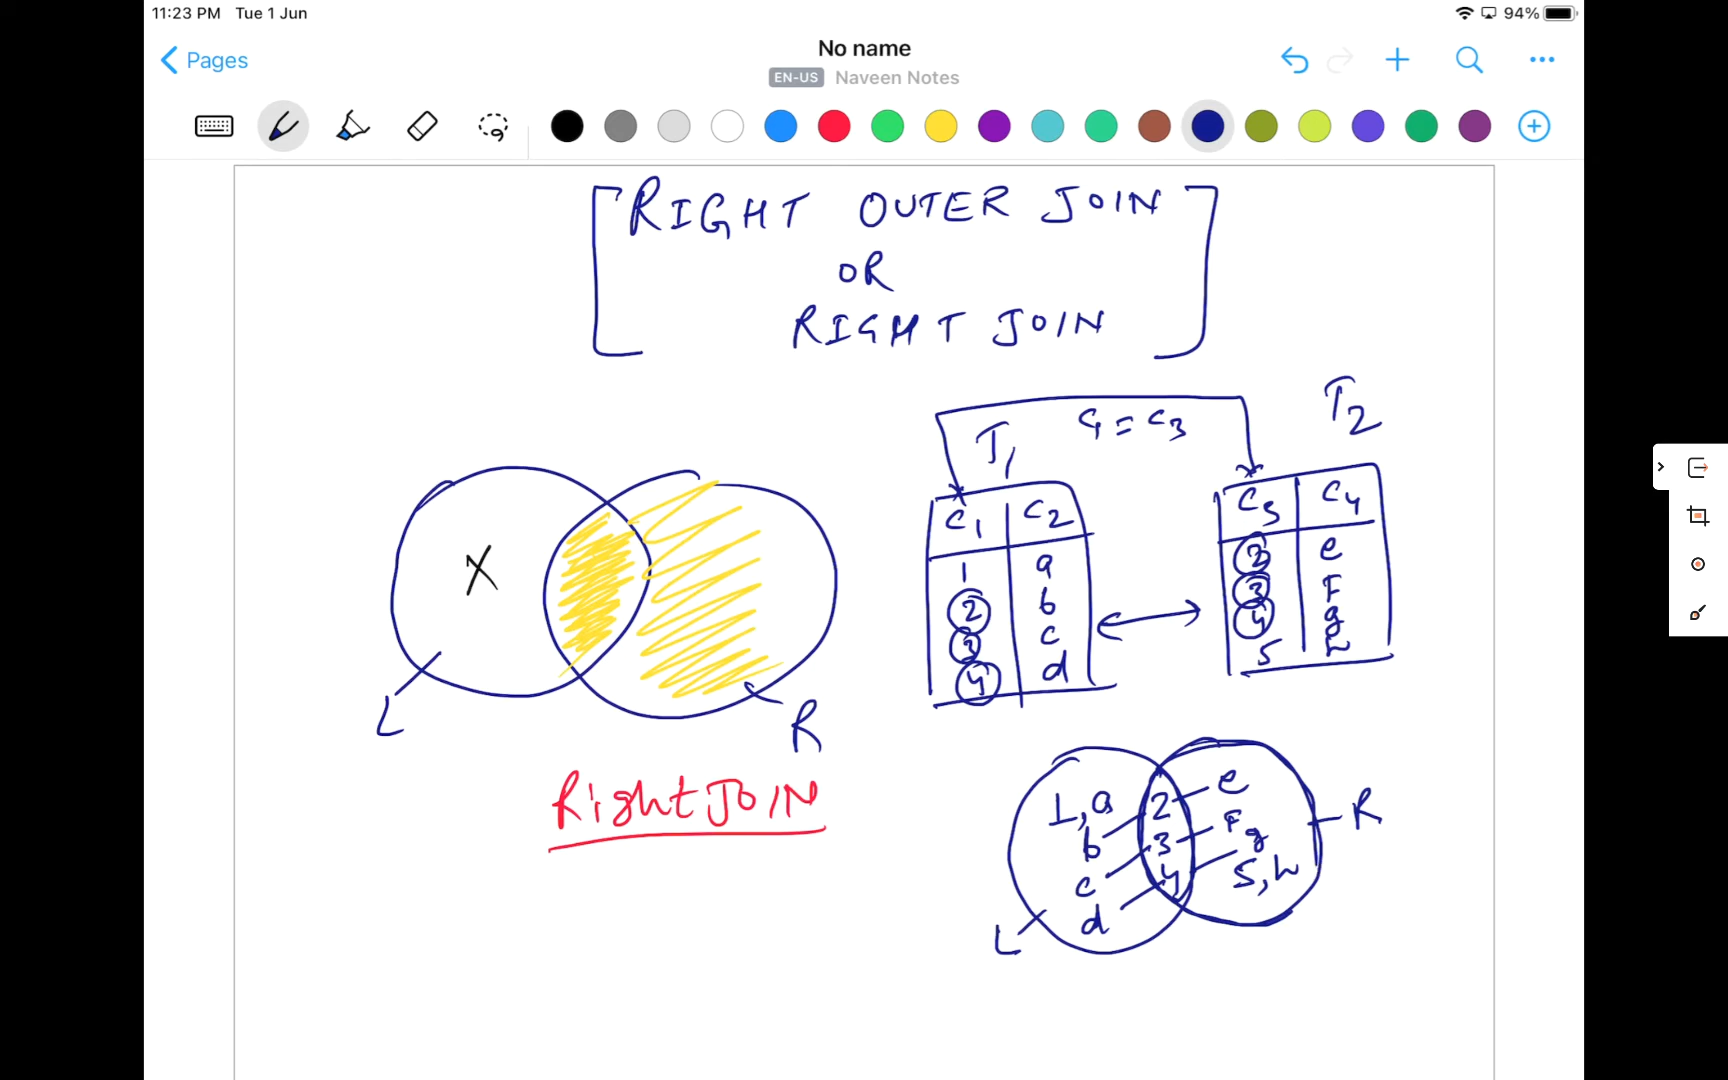 11:23 PM Tue 1 Jun
94%
Pages
No name
EN-US Naveen Notes
RIGHT OUTER JOIN
OR
RIGHT JOIN
T2
C1 = C3
T1
C1 C2
1 a
2 b
3 c
4 d
C3 C4
2 e
3 F
4 g
5 h
X
L
R
Right JOIN
1, a 2 e
b 3 F
c 4 g
d 5, h
R
L